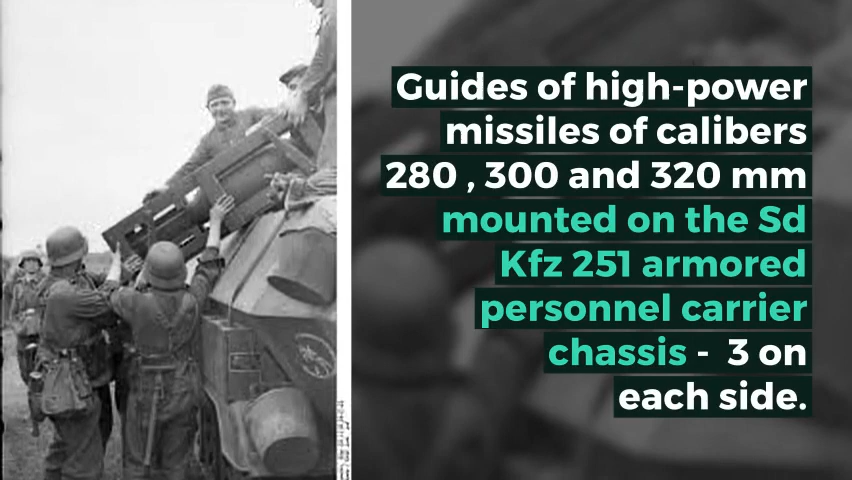 Guides of high-power
missiles of calibers
280 , 300 and 320 mm
mounted on the Sd
Kfz 251 armored
personnel carrier
chassis - 3 on
each side.